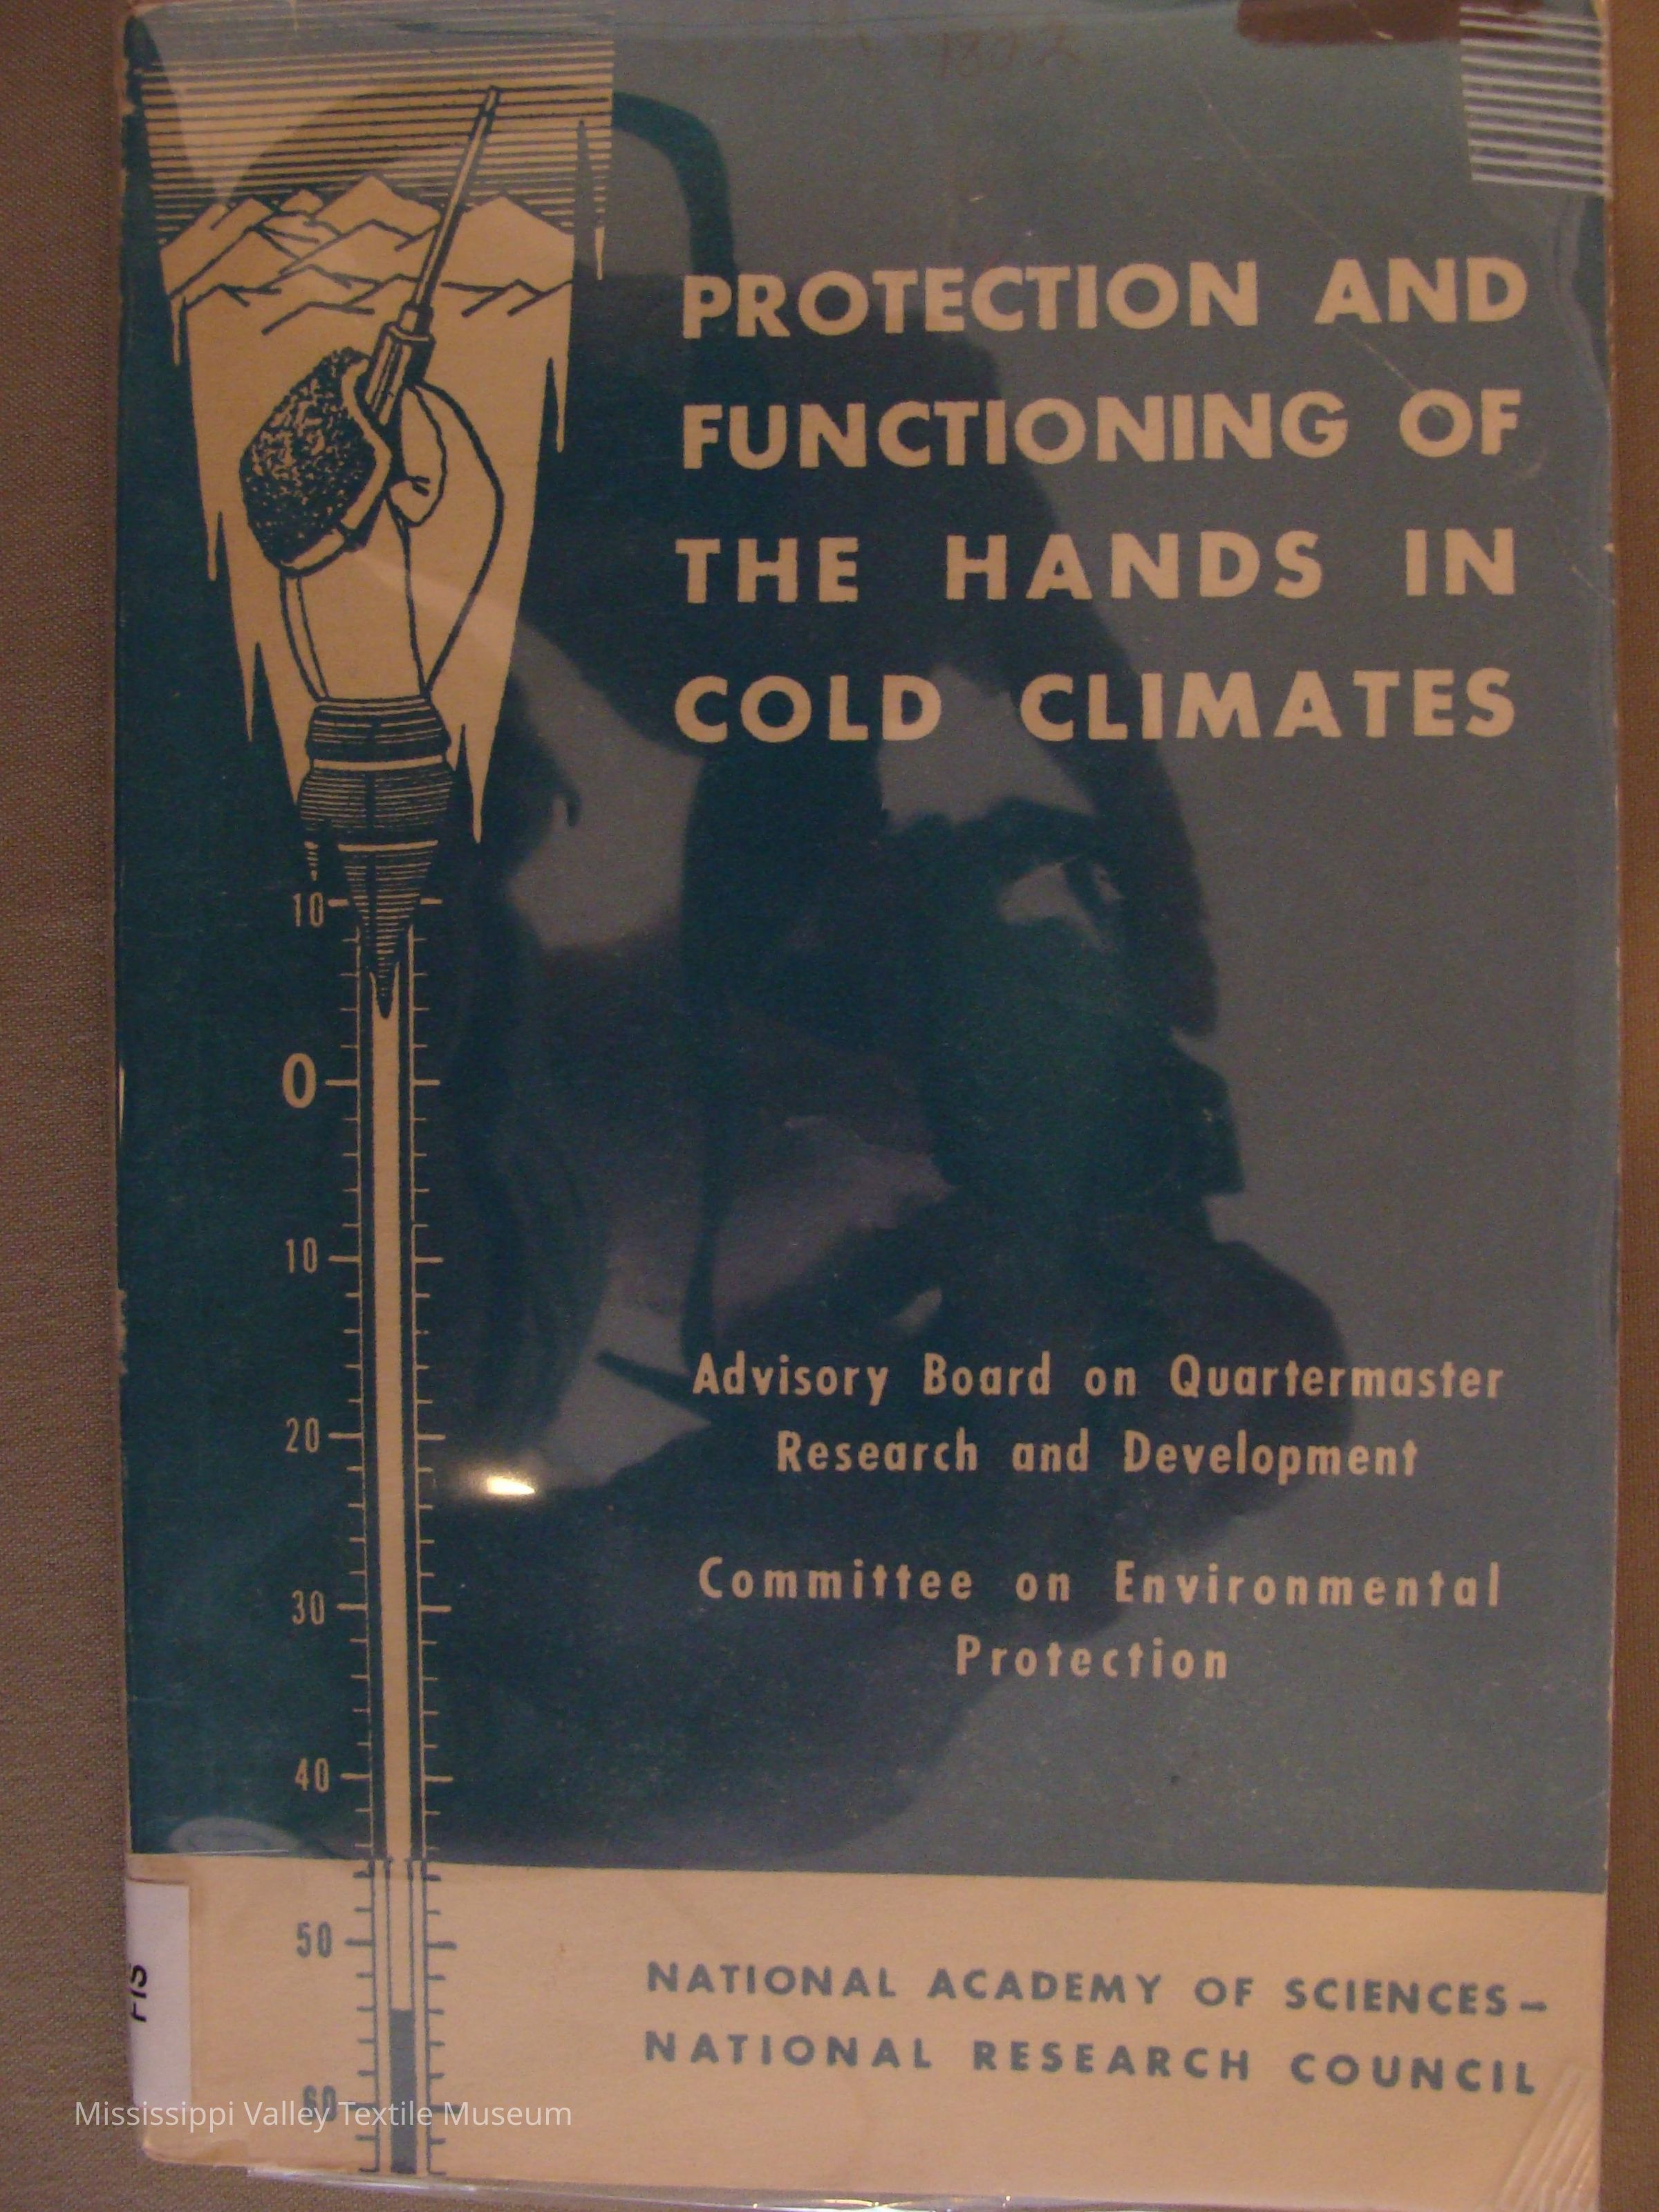 1802
PROTECTION AND
FUNCTIONING OF
THE HANDS IN
COLD CLIMATES
10
0
10
20
30
40
50
60
Advisory Board on Quartermaster
Research and Development
Committee on Environmental
Protection
NATIONAL ACADEMY OF SCIENCES–
NATIONAL RESEARCH COUNCIL
Mississippi Valley Textile Museum